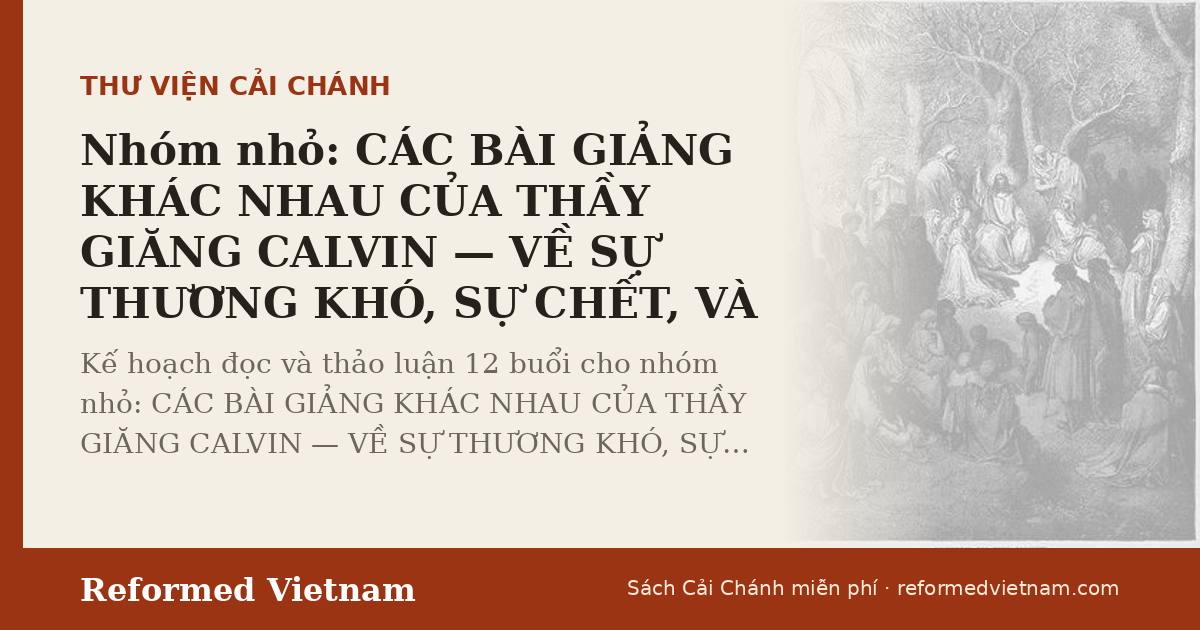 THƯ VIỆN CẢI CHÁNH
Nhóm nhỏ: CÁC BÀI GIẢNG
KHÁC NHAU CỦA THẦY
GIĂNG CALVIN — VỀ SỰ
THƯƠNG KHÓ, SỰ CHẾT, VÀ
Kế hoạch đọc và thảo luận 12 buổi cho nhóm
nhỏ: CÁC BÀI GIẢNG KHÁC NHAU CỦA THẦY
GIĂNG CALVIN — VỀ SỰ THƯƠNG KHÓ, SỰ...
Reformed Vietnam
Sách Cải Chánh miễn phí · reformedvietnam.com